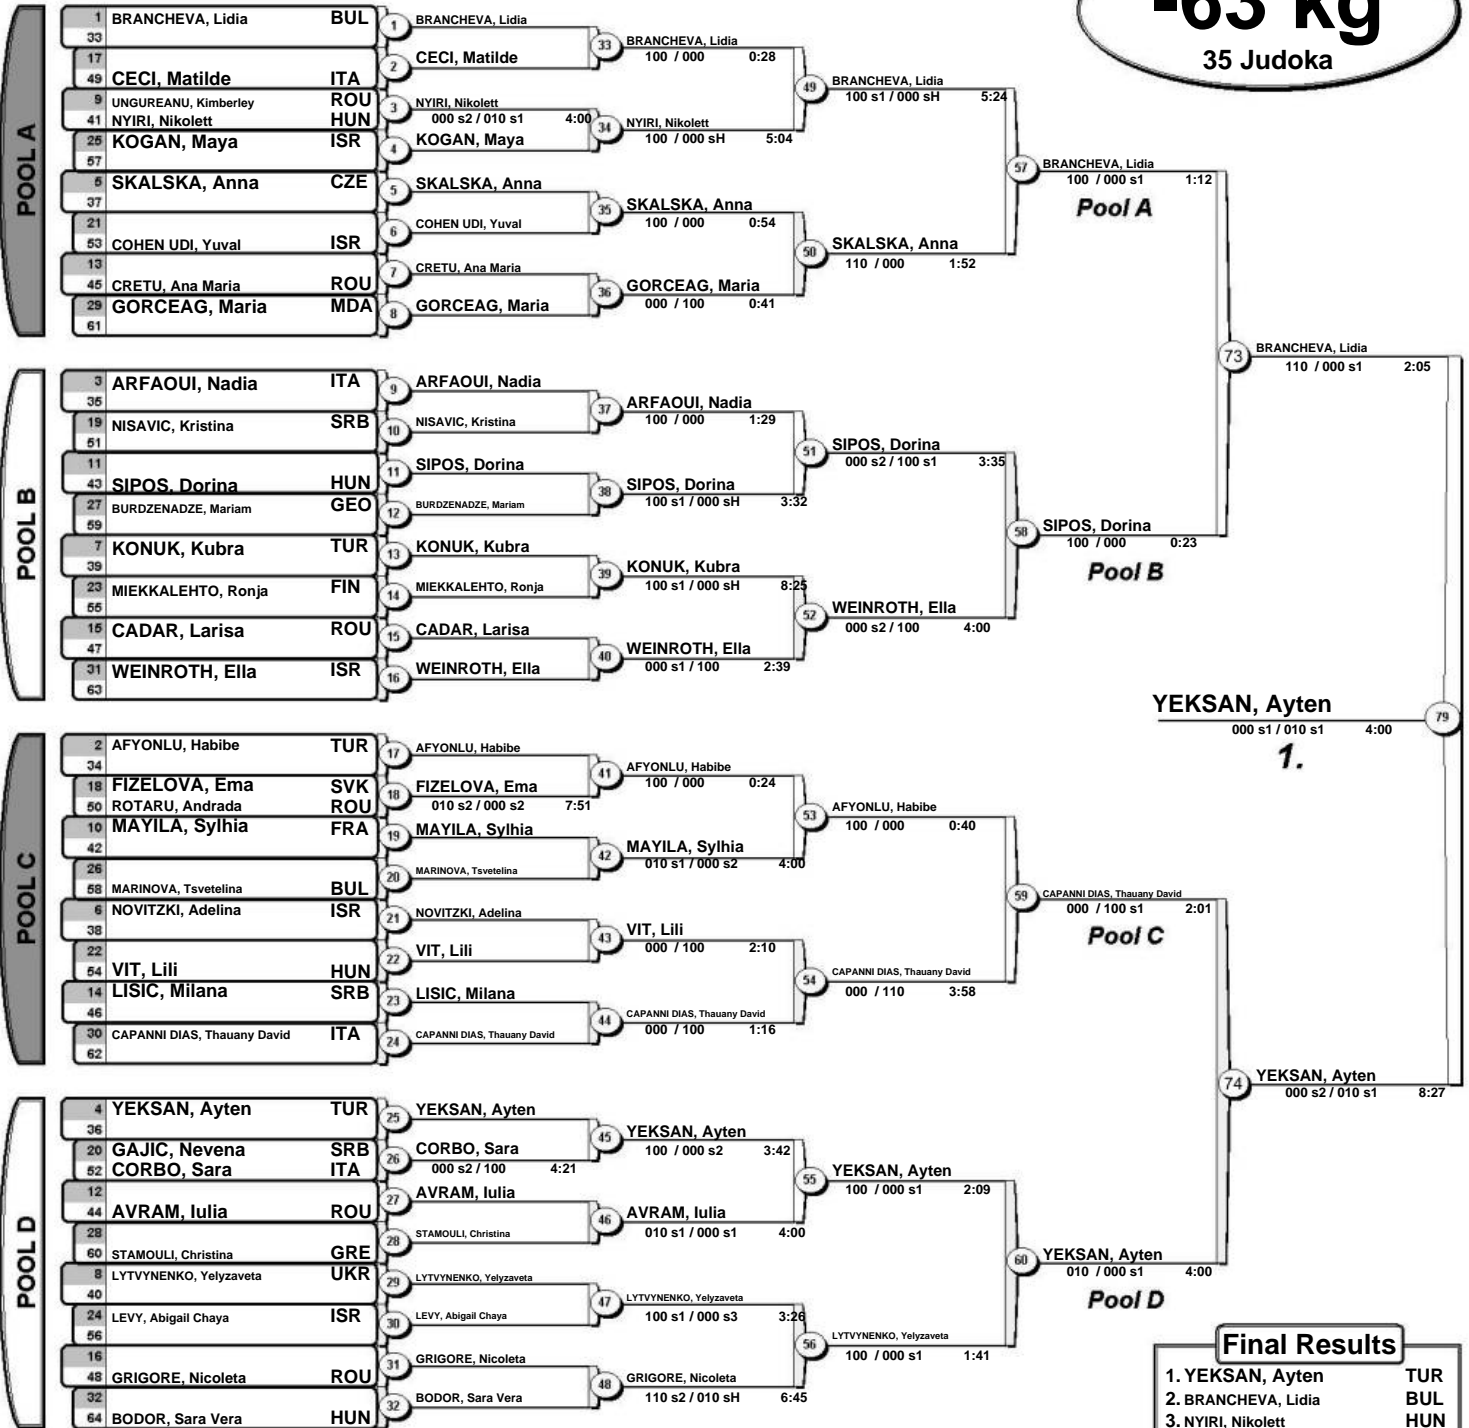 -63 kg
35 Judoka
POOL A
1 BRANCHEVA, Lidia BUL
33
17
49 CECI, Matilde ITA
9 UNGUREANU, Kimberley ROU
41 NYIRI, Nikolett HUN
25 KOGAN, Maya ISR
57
5 SKALSKA, Anna CZE
37
21
53 COHEN UDI, Yuval ISR
13
45 CRETU, Ana Maria ROU
29 GORCEAG, Maria MDA
61
1 BRANCHEVA, Lidia
2 CECI, Matilde
3 NYIRI, Nikolett
000 s2 / 010 s1 4:00
4 KOGAN, Maya
5 SKALSKA, Anna
6 COHEN UDI, Yuval
7 CRETU, Ana Maria
8 GORCEAG, Maria
33 BRANCHEVA, Lidia
100 / 000 0:28
34 NYIRI, Nikolett
100 / 000 sH 5:04
35 SKALSKA, Anna
100 / 000 0:54
36 GORCEAG, Maria
000 / 100 0:41
49 BRANCHEVA, Lidia
100 s1 / 000 sH 5:24
50 SKALSKA, Anna
110 / 000 1:52
57 BRANCHEVA, Lidia
100 / 000 s1 1:12
Pool A
POOL B
3 ARFAOUI, Nadia ITA
35
19 NISAVIC, Kristina SRB
51
11
43 SIPOS, Dorina HUN
27 BURDZENADZE, Mariam GEO
59
7 KONUK, Kubra TUR
39
23 MIEKKALEHTO, Ronja FIN
55
15 CADAR, Larisa ROU
47
31 WEINROTH, Ella ISR
63
9 ARFAOUI, Nadia
10 NISAVIC, Kristina
11 SIPOS, Dorina
12 BURDZENADZE, Mariam
13 KONUK, Kubra
14 MIEKKALEHTO, Ronja
15 CADAR, Larisa
16 WEINROTH, Ella
37 ARFAOUI, Nadia
100 / 000 1:29
38 SIPOS, Dorina
100 s1 / 000 sH 3:32
39 KONUK, Kubra
100 s1 / 000 sH 8:25
40 WEINROTH, Ella
000 s1 / 100 2:39
51 SIPOS, Dorina
000 s2 / 100 s1 3:35
52 WEINROTH, Ella
000 s2 / 100 4:00
58 SIPOS, Dorina
100 / 000 0:23
Pool B
73 BRANCHEVA, Lidia
110 / 000 s1 2:05
YEKSAN, Ayten 79
000 s1 / 010 s1 4:00
1.
POOL C
2 AFYONLU, Habibe TUR
34
18 FIZELOVA, Ema SVK
50 ROTARU, Andrada ROU
10 MAYILA, Sylhia FRA
42
26
58 MARINOVA, Tsvetelina BUL
6 NOVITZKI, Adelina ISR
38
22
54 VIT, Lili HUN
14 LISIC, Milana SRB
46
30 CAPANNI DIAS, Thauany David ITA
62
17 AFYONLU, Habibe
18 FIZELOVA, Ema
010 s2 / 000 s2 7:51
19 MAYILA, Sylhia
20 MARINOVA, Tsvetelina
21 NOVITZKI, Adelina
22 VIT, Lili
23 LISIC, Milana
24 CAPANNI DIAS, Thauany David
41 AFYONLU, Habibe
100 / 000 0:24
42 MAYILA, Sylhia
010 s1 / 000 s2 4:00
43 VIT, Lili
000 / 100 2:10
44 CAPANNI DIAS, Thauany David
000 / 100 1:16
53 AFYONLU, Habibe
100 / 000 0:40
54 CAPANNI DIAS, Thauany David
000 / 110 3:58
59 CAPANNI DIAS, Thauany David
000 / 100 s1 2:01
Pool C
74 YEKSAN, Ayten
000 s2 / 010 s1 8:27
POOL D
4 YEKSAN, Ayten TUR
36
20 GAJIC, Nevena SRB
52 CORBO, Sara ITA
12
44 AVRAM, Iulia ROU
28
60 STAMOULI, Christina GRE
8 LYTVYNENKO, Yelyzaveta UKR
40
24 LEVY, Abigail Chaya ISR
56
16
48 GRIGORE, Nicoleta ROU
32
64 BODOR, Sara Vera HUN
25 YEKSAN, Ayten
26 CORBO, Sara
000 s2 / 100 4:21
27 AVRAM, Iulia
28 STAMOULI, Christina
29 LYTVYNENKO, Yelyzaveta
30 LEVY, Abigail Chaya
31 GRIGORE, Nicoleta
32 BODOR, Sara Vera
45 YEKSAN, Ayten
100 / 000 s2 3:42
46 AVRAM, Iulia
010 s1 / 000 s1 4:00
47 LYTVYNENKO, Yelyzaveta
100 s1 / 000 s3 3:26
48 GRIGORE, Nicoleta
110 s2 / 010 sH 6:45
55 YEKSAN, Ayten
100 / 000 s1 2:09
56 LYTVYNENKO, Yelyzaveta
100 / 000 s1 1:41
60 YEKSAN, Ayten
010 / 000 s1 4:00
Pool D
Final Results
1. YEKSAN, Ayten TUR
2. BRANCHEVA, Lidia BUL
3. NYIRI, Nikolett HUN